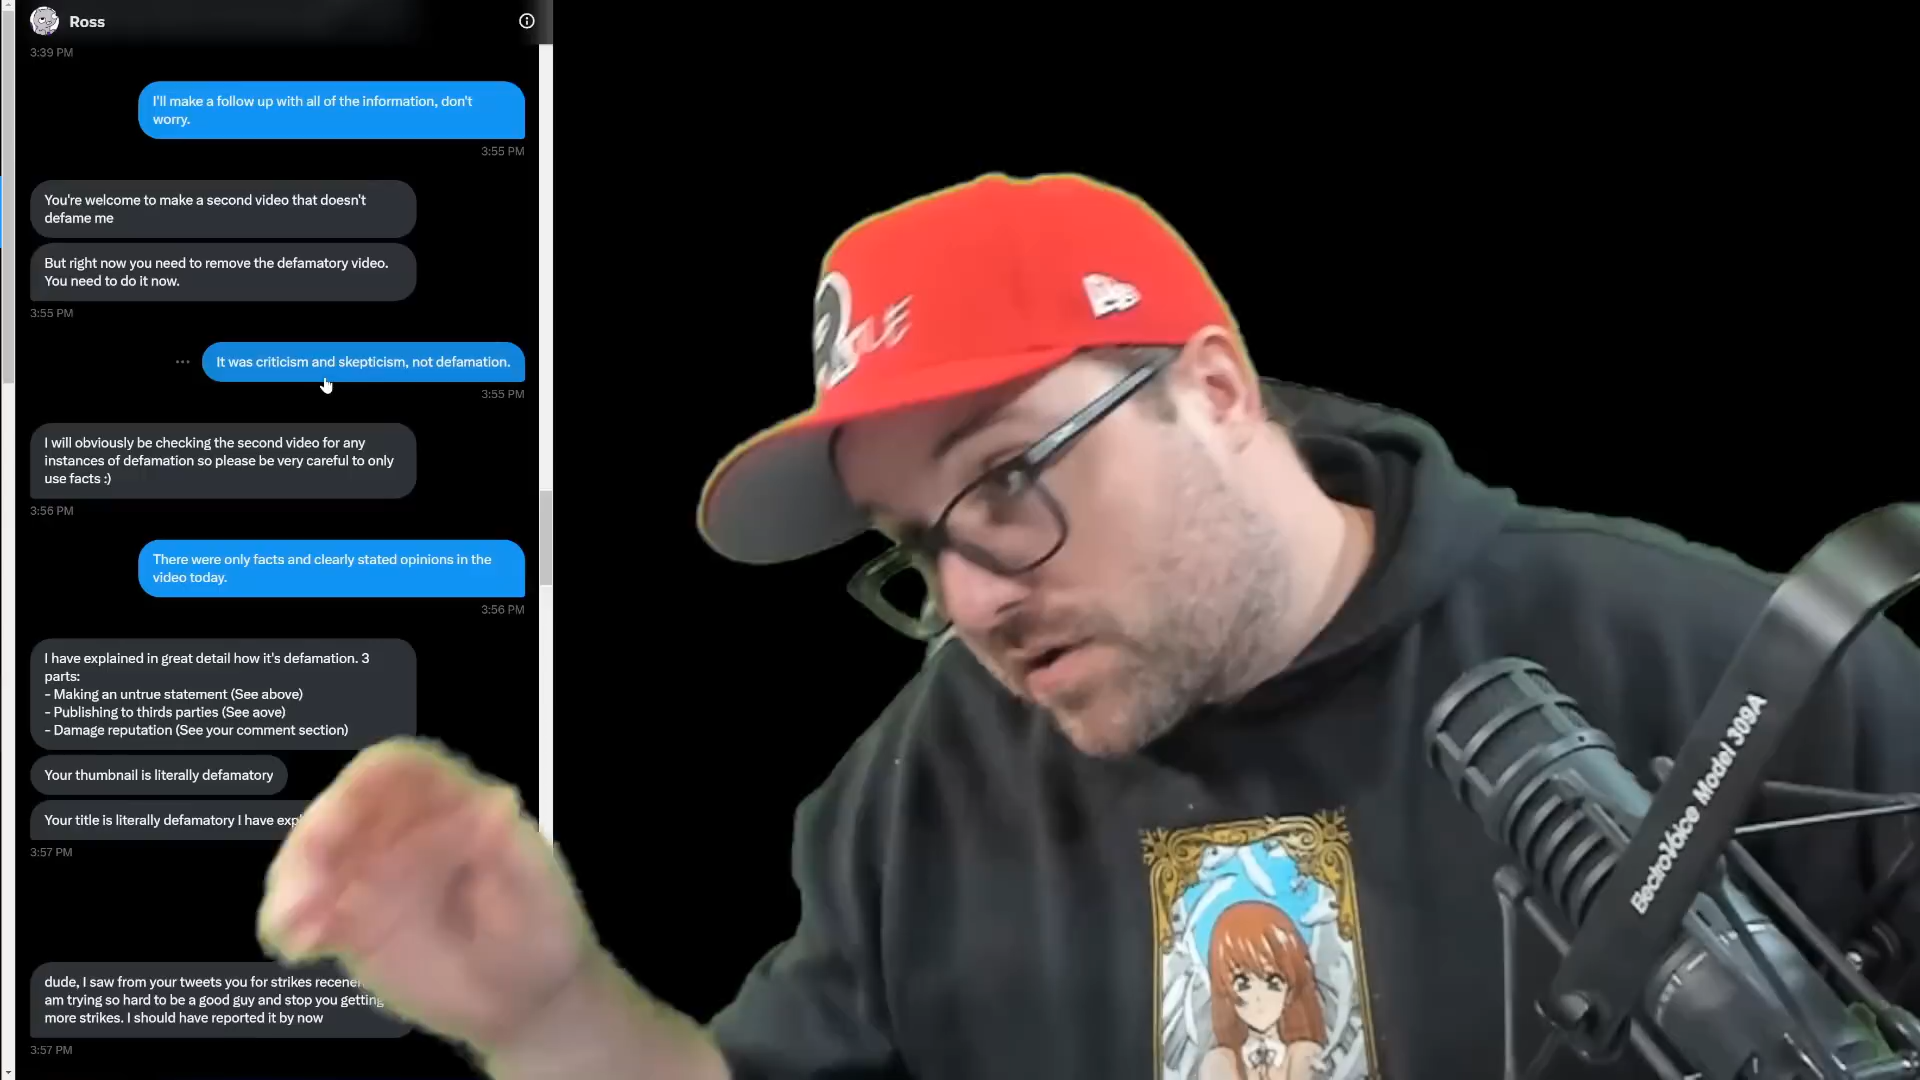 Ross
3:39 PM
I'll make a follow up with all of the information, don't
worry.
3:55 PM
You're welcome to make a second video that doesn't
defame me
But right now you need to remove the defamatory video.
You need to do it now.
3:55 PM
It was criticism and skepticism, not defamation.
3:55 PM
I will obviously be checking the second video for any
instances of defamation so please be very careful to only
use facts :)
3:56 PM
There were only facts and clearly stated opinions in the
video today.
3:56 PM
I have explained in great detail how it's defamation. 3
parts:
- Making an untrue statement (See above)
- Publishing to thirds parties (See aove)
- Damage reputation (See your comment section)
Your thumbnail is literally defamatory
Your title is literally defamatory I have
3:57 PM
dude, I saw from your tweets you for strikes
am trying so hard to be a good guy and stop you getting
more strikes. I should have reported it by now
3:57 PM
ElectroVoice Model 309A